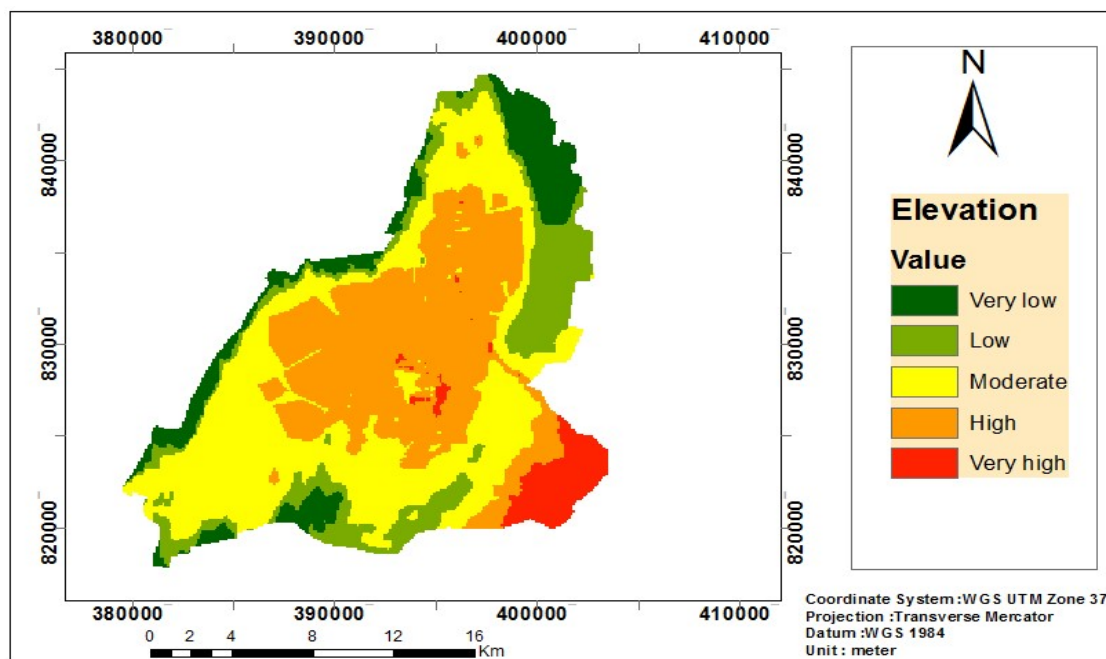 380000 390000 400000 410000
840000
830000
820000
840000
830000
820000
380000 390000 400000 410000
0 2 4 8 12 16
Km
N
Elevation
Value
Very low
Low
Moderate
High
Very high
Coordinate System :WGS UTM Zone 37
Projection :Transverse Mercator
Datum :WGS 1984
Unit : meter